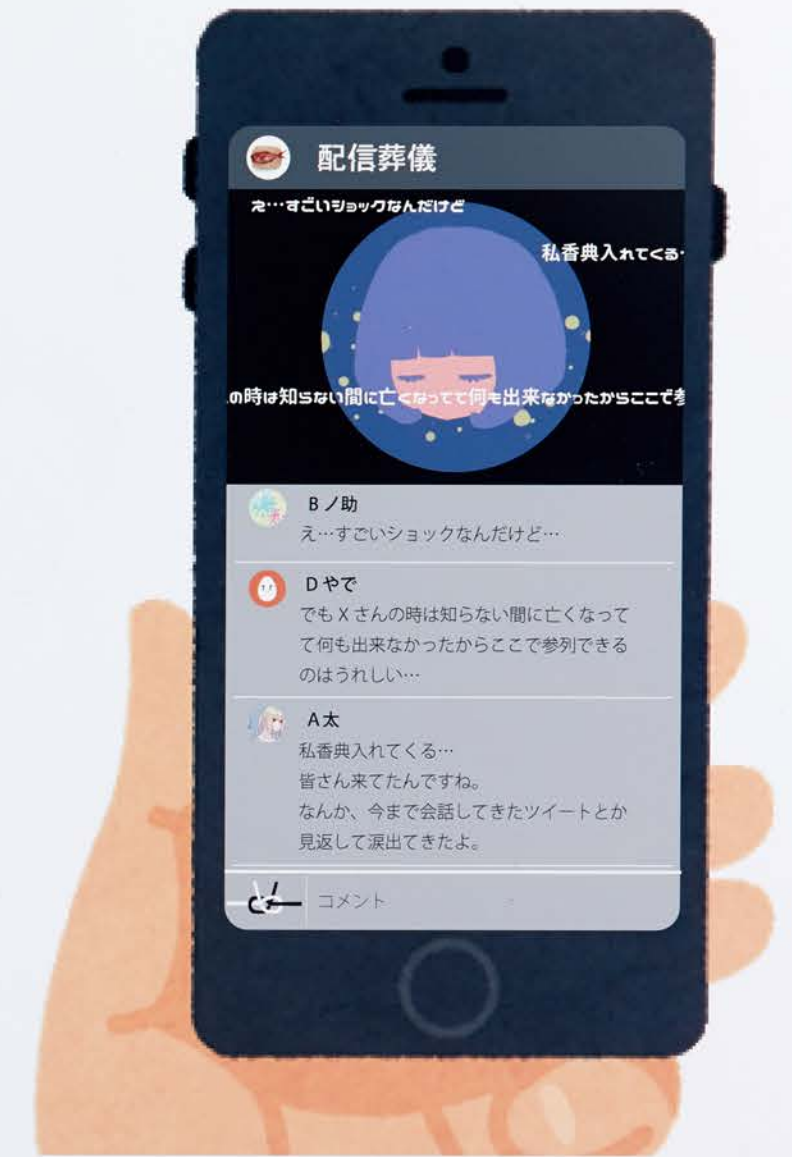 配信葬儀
え…すごいショックなんだけど
私香典入れてくる…
の時は知らない間に亡くなってて何も出来なかったからここで参
Bノ助
え…すごいショックなんだけど…
Dやで
でもXさんの時は知らない間に亡くなって
て何も出来なかったからここで参列できる
のはうれしい…
A太
私香典入れてくる…
皆さん来てたんですね。
なんか、今まで会話してきたツイートとか
見返して涙出てきたよ。
コメント